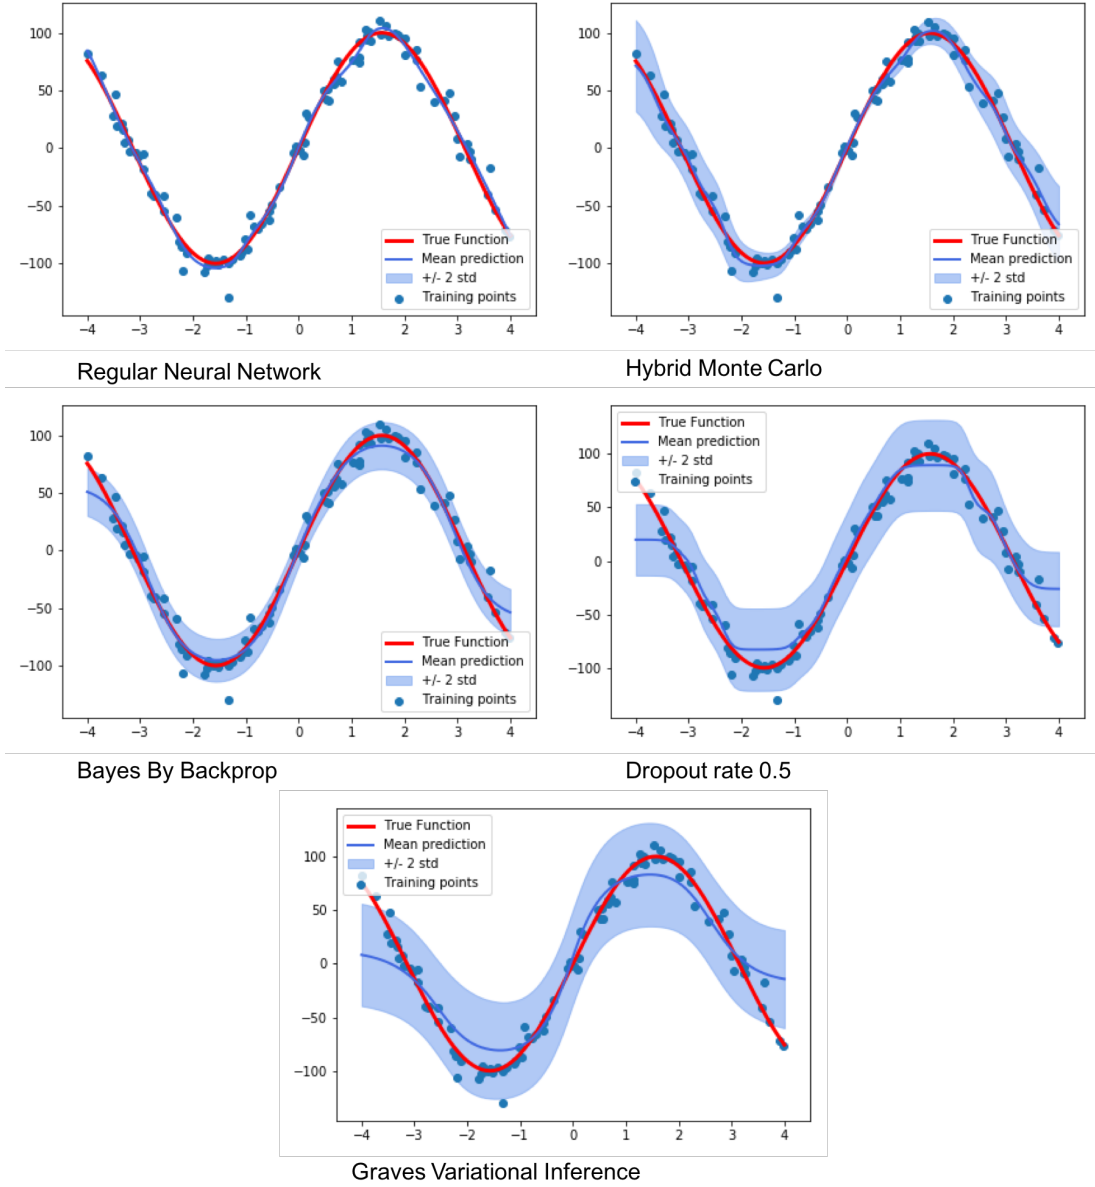 100
50
0
−50
−100
True Function
Mean prediction
+/- 2 std
Training points
−4 −3 −2 −1 0 1 2 3 4
Regular Neural Network
100
50
0
−50
−100
True Function
Mean prediction
+/- 2 std
Training points
−4 −3 −2 −1 0 1 2 3 4
Hybrid Monte Carlo
100
50
0
−50
−100
True Function
Mean prediction
+/- 2 std
Training points
−4 −3 −2 −1 0 1 2 3 4
Bayes By Backprop
True Function
Mean prediction
+/- 2 std
Training points
100
50
0
−50
−100
−4 −3 −2 −1 0 1 2 3 4
Dropout rate 0.5
True Function
Mean prediction
+/- 2 std
Training points
100
50
0
−50
−100
−4 −3 −2 −1 0 1 2 3 4
Graves Variational Inference